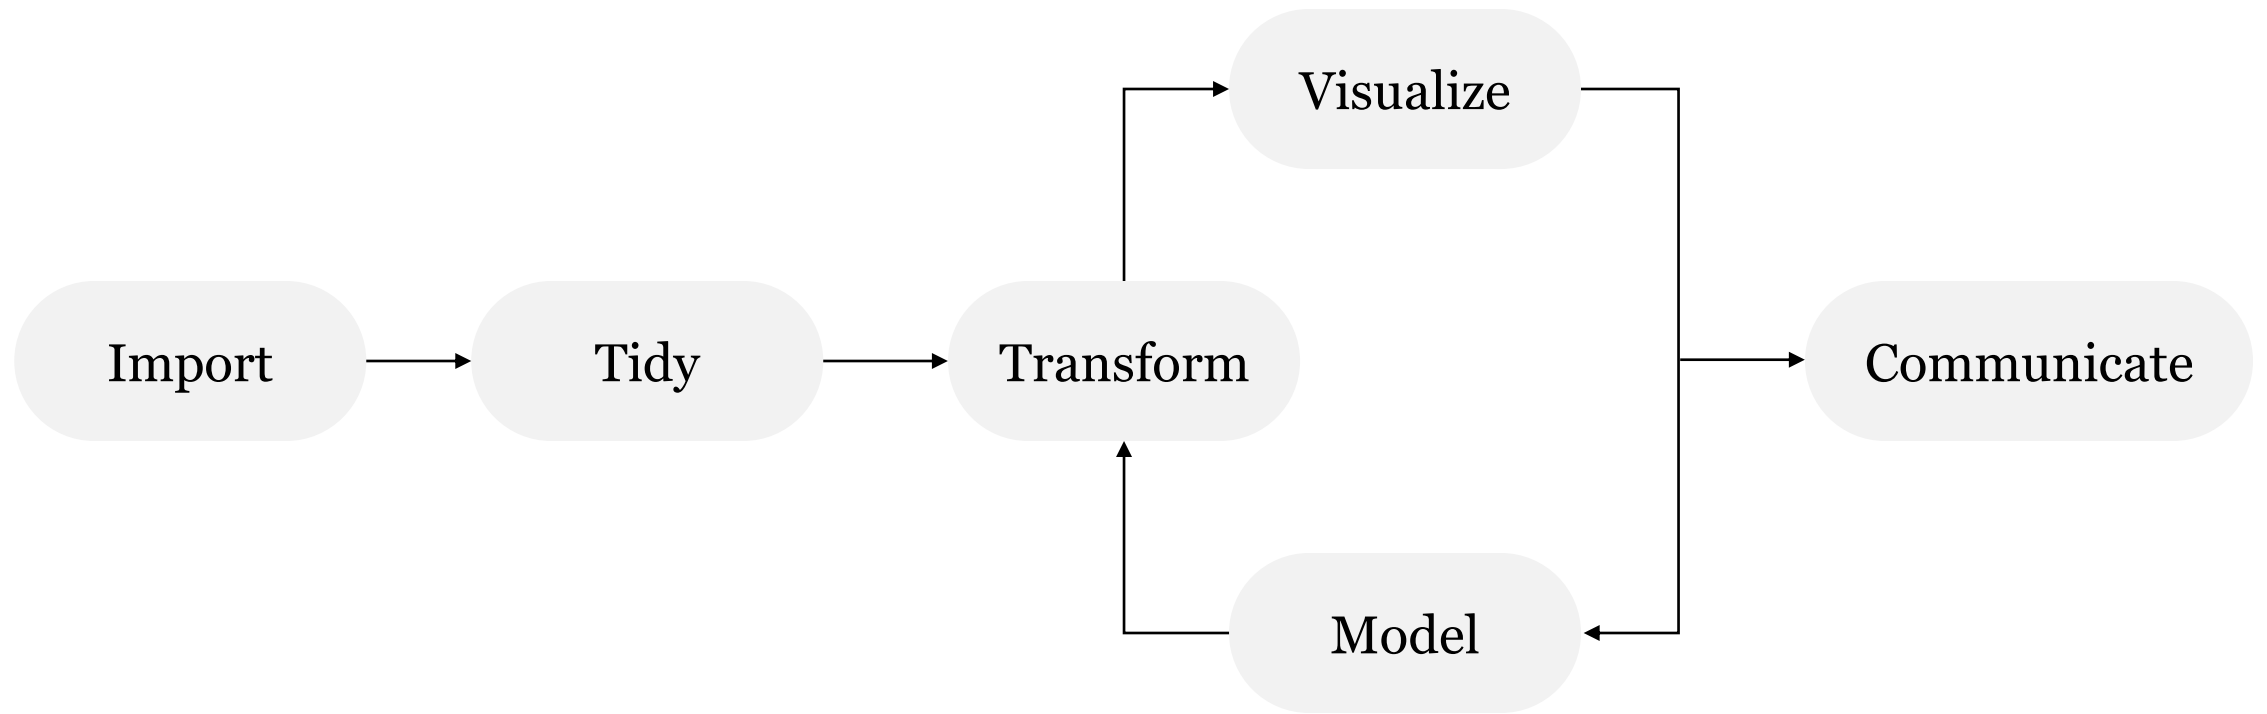 Visualize
Import
Tidy
Transform
Communicate
Model